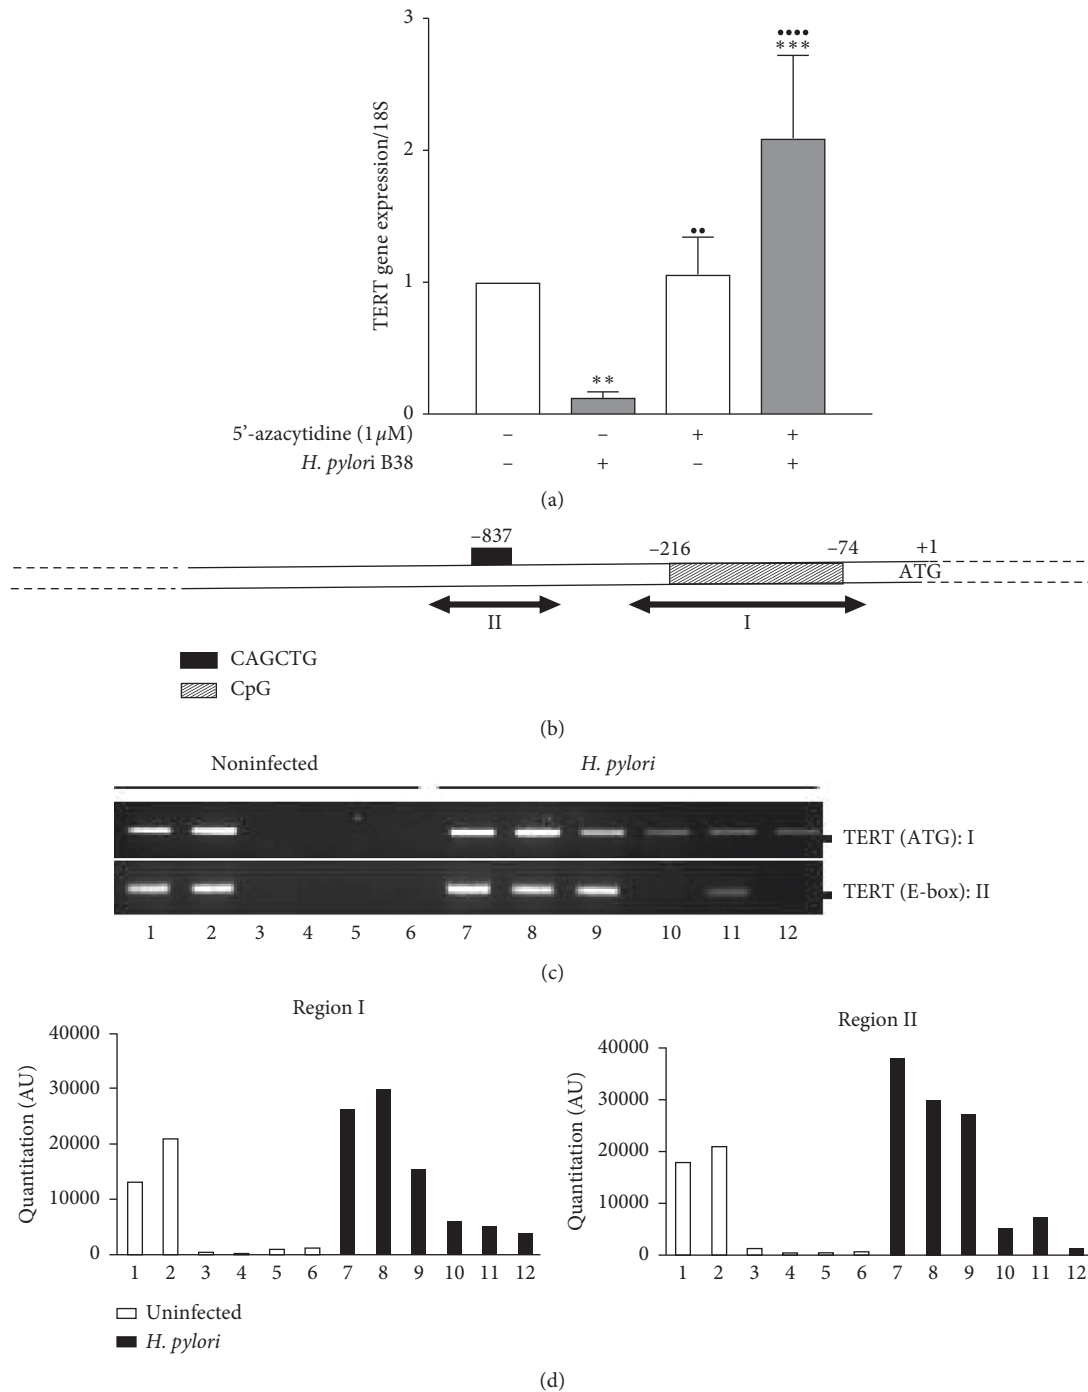 3
2
1
0
TERT gene expression/18S
••••
***
••
**
5'-azacytidine (1 μM) – – + +
H. pylori B38 – + – +
(a)
–837
–216
–74
+1
ATG
II
I
CAGCTG
CpG
(b)
Noninfected
H. pylori
TERT (ATG): I
TERT (E-box): II
1 2 3 4 5 6 7 8 9 10 11 12
(c)
Region I
40000
30000
20000
10000
0
Quantitation (AU)
1 2 3 4 5 6 7 8 9 10 11 12
Uninfected
H. pylori
Region II
40000
30000
20000
10000
0
Quantitation (AU)
1 2 3 4 5 6 7 8 9 10 11 12
(d)